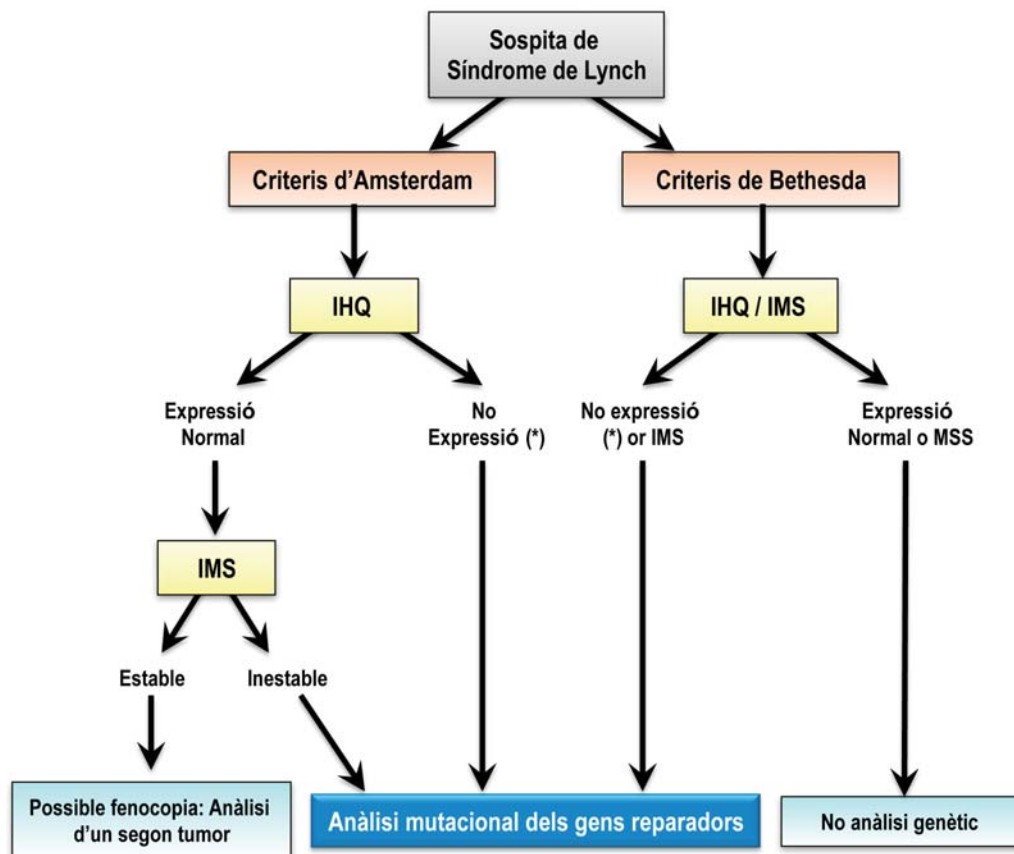 Sospita de
Síndrome de Lynch
Criteris d’Amsterdam
Criteris de Bethesda
IHQ
IHQ / IMS
Expressió
Normal
No
Expressió (*)
No expressió
(*) or IMS
Expressió
Normal o MSS
IMS
Estable
Inestable
Possible fenocopia: Anàlisi
d’un segon tumor
Anàlisi mutacional dels gens reparadors
No anàlisi genètic